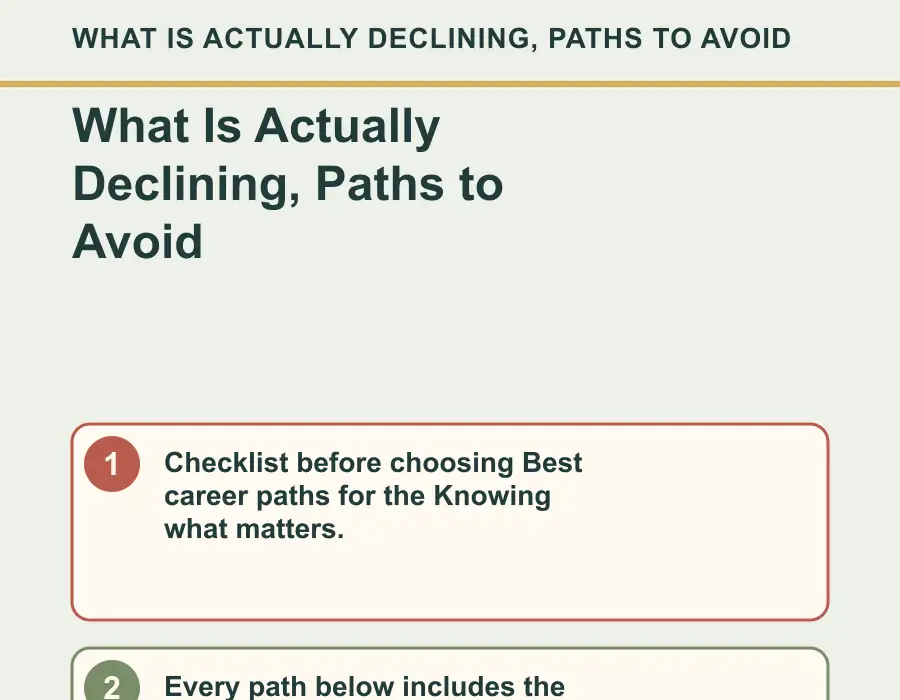 WHAT IS ACTUALLY DECLINING, PATHS TO AVOID
What Is Actually
Declining, Paths to
Avoid
1
Checklist before choosing Best
career paths for the Knowing
what matters.
2
Every path below includes the